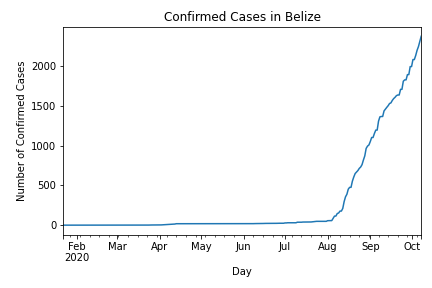 Confirmed Cases in Belize
Number of Confirmed Cases
2000
1500
1000
500
0
Feb Mar Apr May Jun Jul Aug Sep Oct
2020
Day